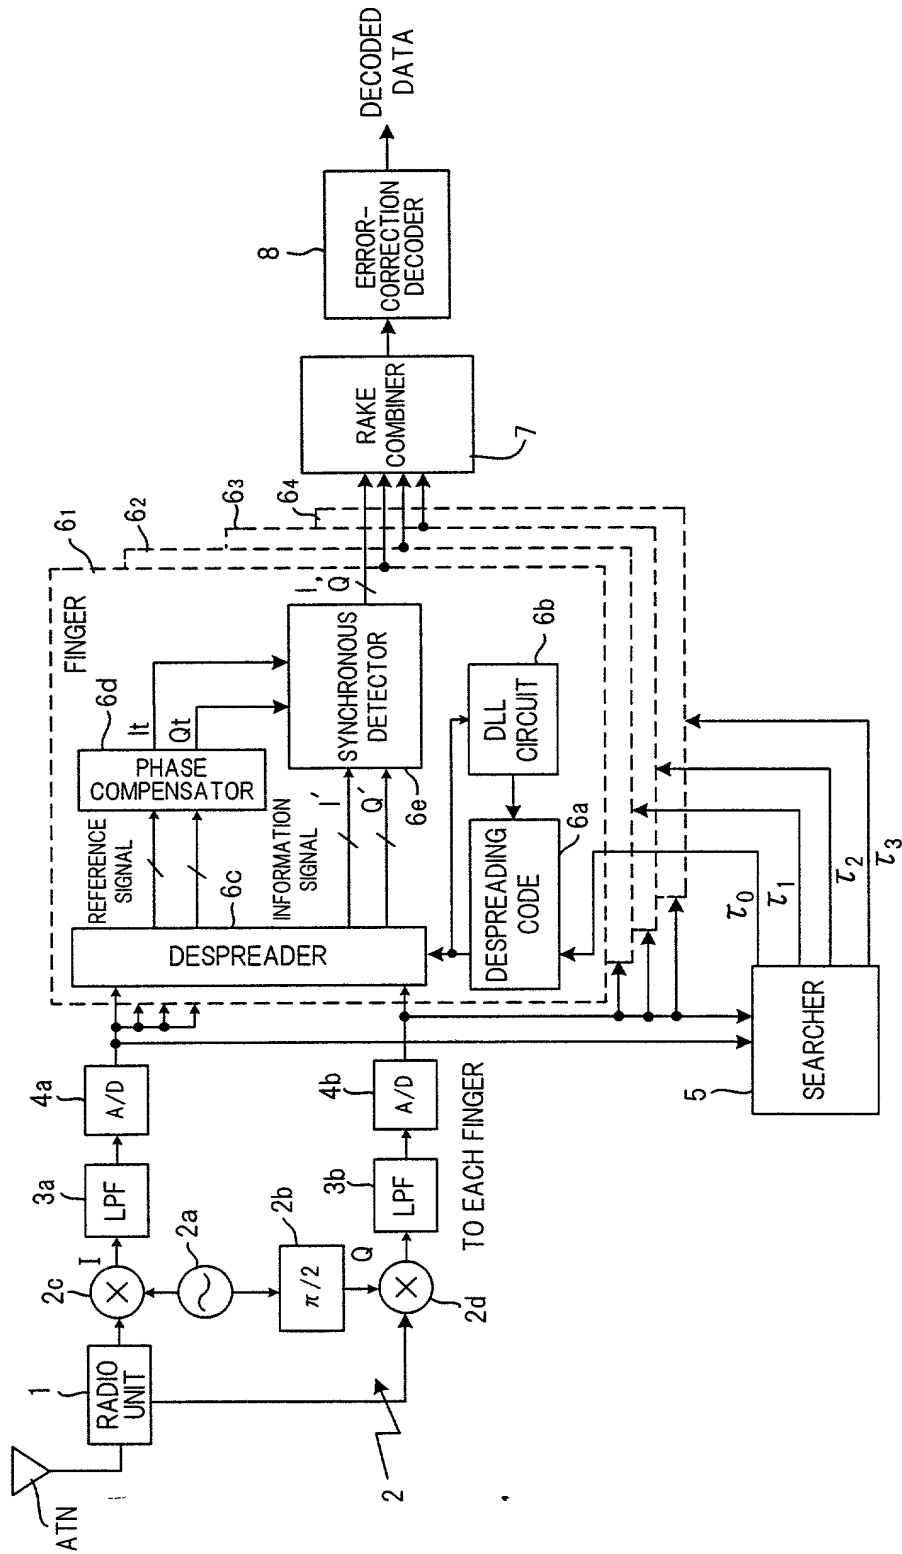 ATN
1
RADIO
UNIT
2
2c
I
2a
2b
π/2
Q
2d
3a
LPF
3b
LPF
4a
A/D
4b
A/D
TO EACH FINGER
5
SEARCHER
τ0
τ1
τ2
τ3
FINGER
61
62
63
64
DESPREADER
6c
REFERENCE
SIGNAL
INFORMATION
SIGNAL
I'
Q'
PHASE
COMPENSATOR
6d
It
Qt
SYNCHRONOUS
DETECTOR
6e
I,
Q
DESPREADING
CODE
6a
DLL
CIRCUIT
6b
RAKE
COMBINER
7
8
ERROR-
CORRECTION
DECODER
DECODED
DATA